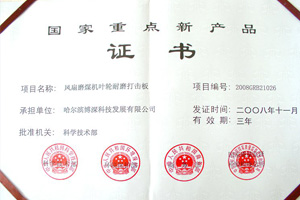 国家重点新产品
证书
项目名称 风扇磨煤机叶轮耐磨打击板
项目编号 2008GRB21026
承担单位 哈尔滨博深科技发展有限公司
发证时间 二〇〇八年十一月
有效期 三年
批准机关 科学技术部